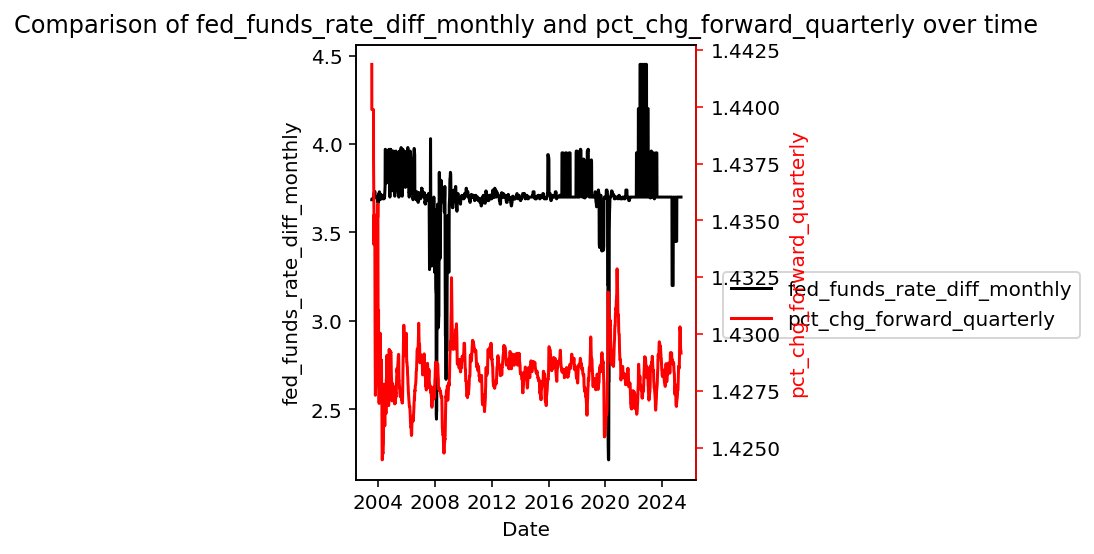 Comparison of fed_funds_rate_diff_monthly and pct_chg_forward_quarterly over time
fed_funds_rate_diff_monthly
4.5
4.0
3.5
3.0
2.5
2004 2008 2012 2016 2020 2024
Date
1.4425
1.4400
1.4375
1.4350
1.4325
1.4300
1.4275
1.4250
pct_chg_forward_quarterly
fed_funds_rate_diff_monthly
pct_chg_forward_quarterly